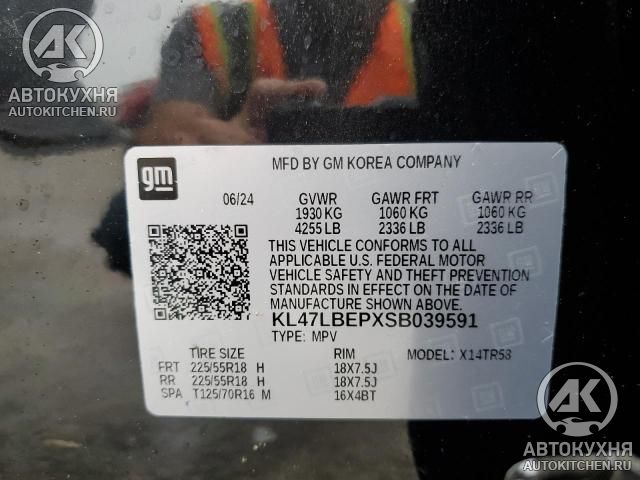 AK
АВТОКУХНЯ
AUTOKITCHEN.RU
gm
MFD BY GM KOREA COMPANY
06/24 GVWR GAWR FRT GAWR RR
1930 KG 1060 KG 1060 KG
4255 LB 2336 LB 2336 LB
THIS VEHICLE CONFORMS TO ALL
APPLICABLE U.S. FEDERAL MOTOR
VEHICLE SAFETY AND THEFT PREVENTION
STANDARDS IN EFFECT ON THE DATE OF
MANUFACTURE SHOWN ABOVE.
KL47LBEPXSB039591
TYPE: MPV MODEL: X14TR58
TIRE SIZE RIM
FRT 225/55R18 H 18X7.5J
RR 225/55R18 H 18X7.5J
SPA T125/70R16 M 16X4BT
AK
АВТОКУХНЯ
AUTOKITCHEN.RU